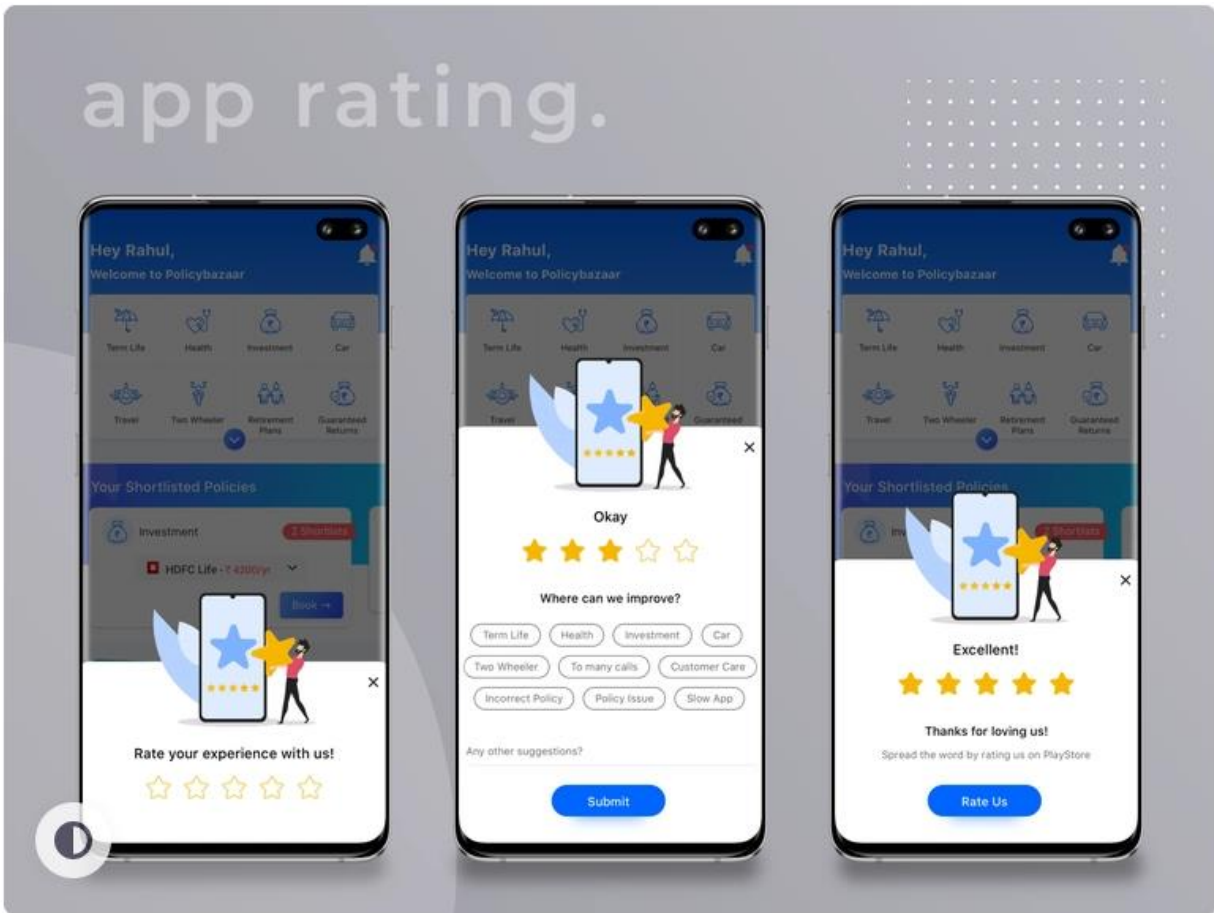 app rating.
Hey Rahul,
Welcome to Policybazaar
Term Life Health Investment Car
Travel Two Wheeler Retirement Plans Guaranteed Returns
Your Shortlisted Policies
Investment
HDFC Life - ₹ 4200/yr
Book →
Rate your experience with us!
Hey Rahul,
Welcome to Policybazaar
Term Life Health Investment Car
Travel Guaranteed
Okay
Where can we improve?
Term Life Health Investment Car
Two Wheeler To many calls Customer Care
Incorrect Policy Policy Issue Slow App
Any other suggestions?
Submit
Hey Rahul,
Welcome to Policybazaar
Term Life Health Investment Car
Travel Two Wheeler Retirement Plans Guaranteed Returns
Your Shortlisted Policies
Excellent!
Thanks for loving us!
Spread the word by rating us on PlayStore
Rate Us